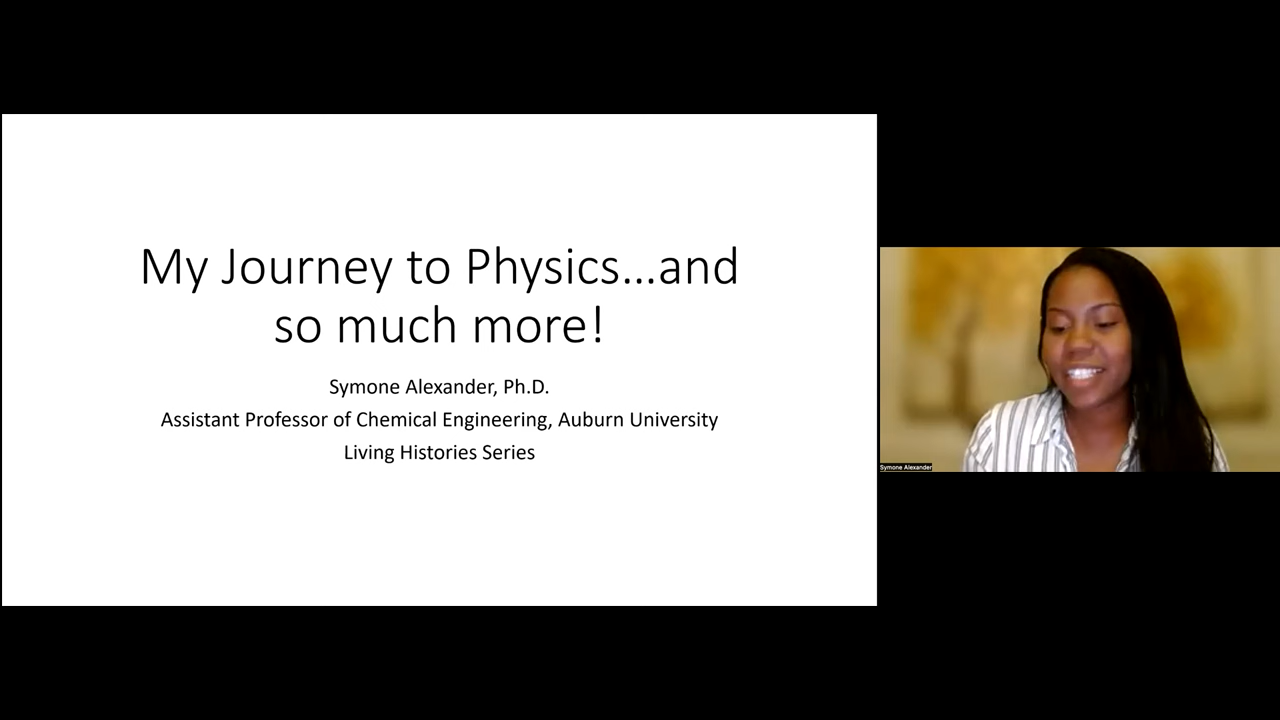 My Journey to Physics...and
so much more!
Symone Alexander, Ph.D.
Assistant Professor of Chemical Engineering, Auburn University
Living Histories Series
Symone Alexander